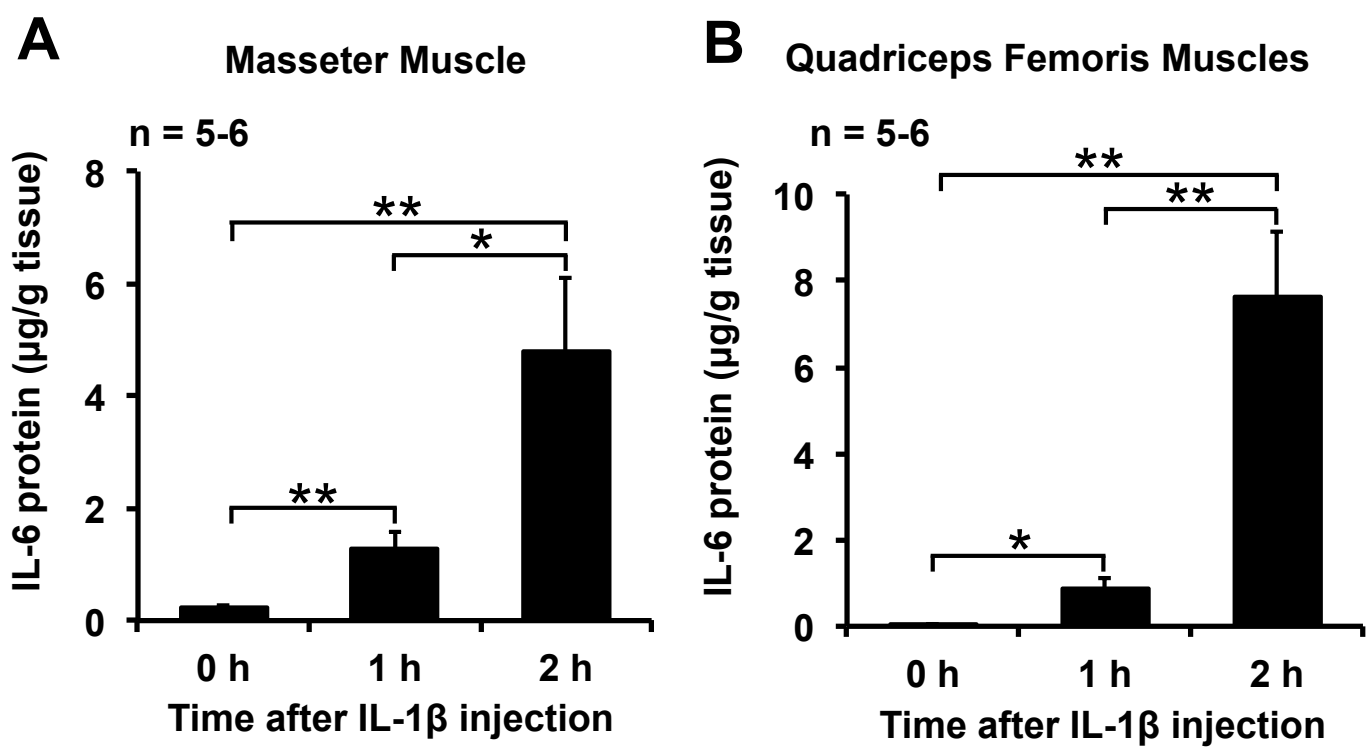 A
Masseter Muscle
n = 5-6
IL-6 protein (µg/g tissue)
8
6
4
2
0
**
*
**
0 h 1 h 2 h
Time after IL-1β injection
B
Quadriceps Femoris Muscles
n = 5-6
IL-6 protein (µg/g tissue)
10
8
6
4
2
0
**
**
*
0 h 1 h 2 h
Time after IL-1β injection